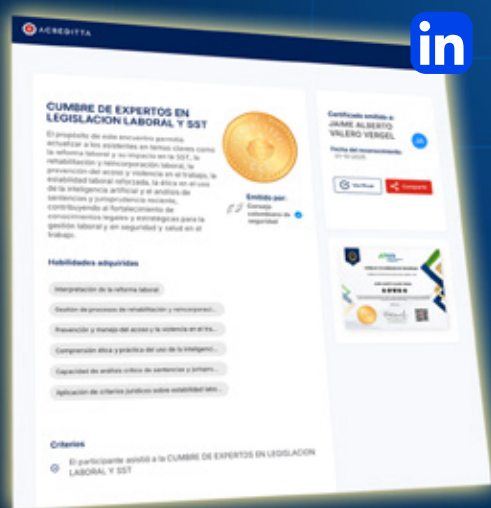 in
ACREDITTA
CUMBRE DE EXPERTOS EN
LEGISLACION LABORAL Y SST
El propósito de este encuentro permite
actualizar a los asistentes en temas claves como
la reforma laboral y su impacto en la SST, la
rehabilitación y reincorporación laboral, la
prevención del acoso y violencia en el trabajo, la
estabilidad laboral reforzada, la ética en el uso
de la inteligencia artificial y el análisis de
sentencias y jurisprudencia reciente,
contribuyendo al fortalecimiento de
conocimientos legales y estratégicos para la
gestión laboral y en seguridad y salud en el
trabajo.
Emitido por:
Consejo
colombiano de
seguridad
Certificado emitido a:
JAIME ALBERTO
VALERO VERGEL
Fecha del reconocimiento
Verificar
Compartir
Habilidades adquiridas
Interpretación de la reforma laboral
Gestión de procesos de rehabilitación y reincorporaci...
Prevención y manejo del acoso y la violencia en el tra...
Comprensión ética y práctica del uso de la inteligenci...
Capacidad de análisis crítico de sentencias y jurispru...
Aplicación de criterios jurídicos sobre estabilidad labo...
Criterios
El participante asistió a la CUMBRE DE EXPERTOS EN LEGISLACION
LABORAL Y SST